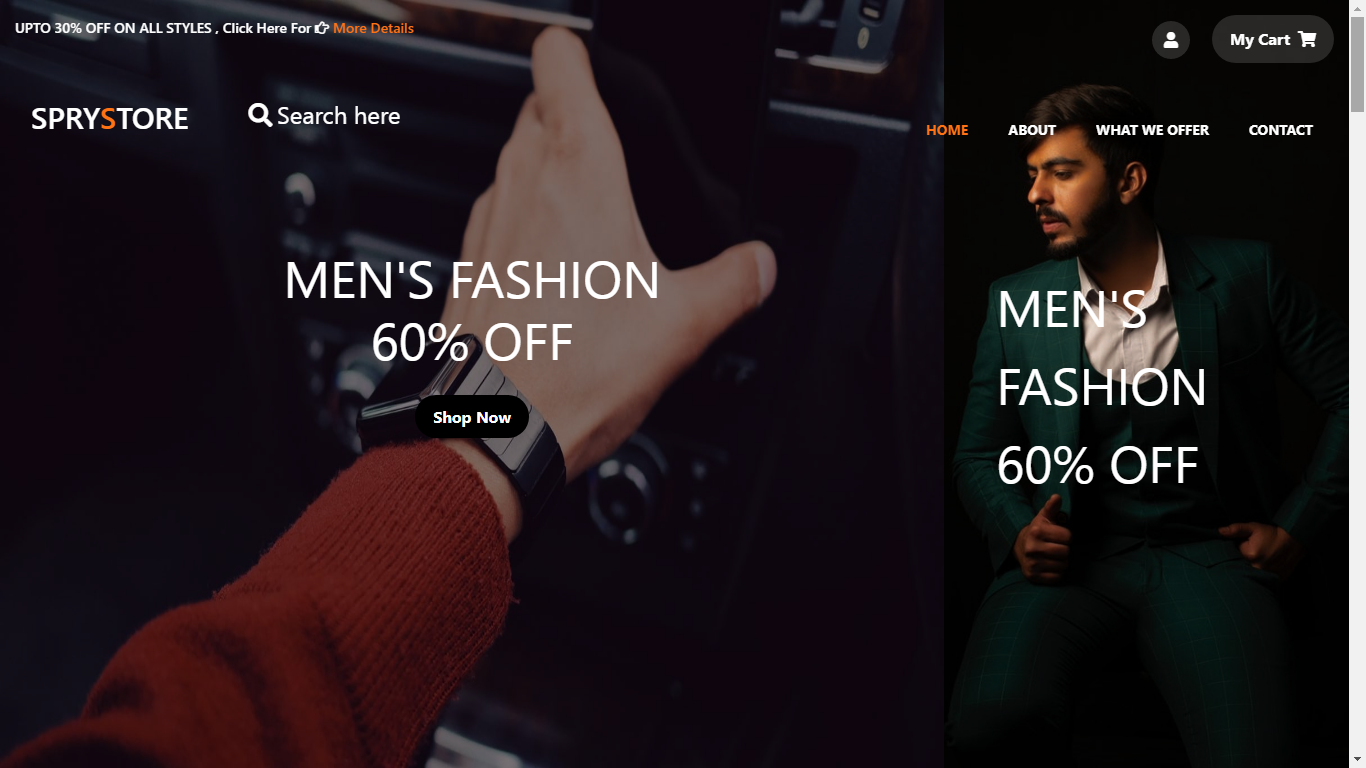 UPTO 30% OFF ON ALL STYLES , Click Here For More Details
My Cart
SPRYSTORE
Search here
HOME ABOUT WHAT WE OFFER CONTACT
MEN'S FASHION
60% OFF
Shop Now
MEN'S
FASHION
60% OFF